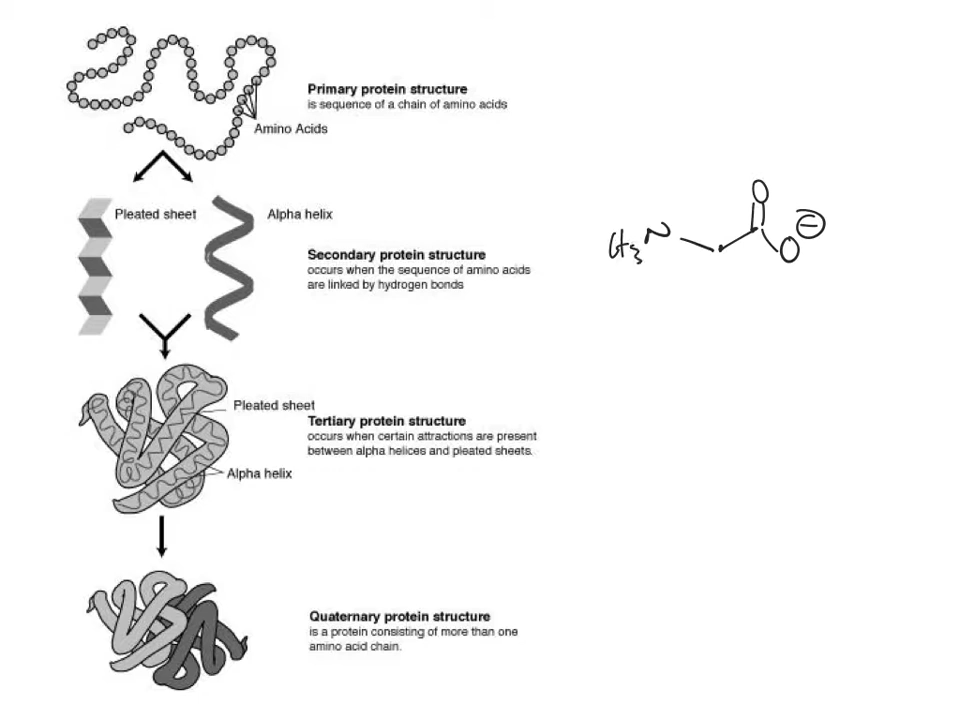 Primary protein structure
is sequence of a chain of amino acids
Amino Acids
Pleated sheet
Alpha helix
Secondary protein structure
occurs when the sequence of amino acids
are linked by hydrogen bonds
Pleated sheet
Tertiary protein structure
occurs when certain attractions are present
between alpha helices and pleated sheets.
Alpha helix
Quaternary protein structure
is a protein consisting of more than one
amino acid chain.
H3N
O
O ⊖